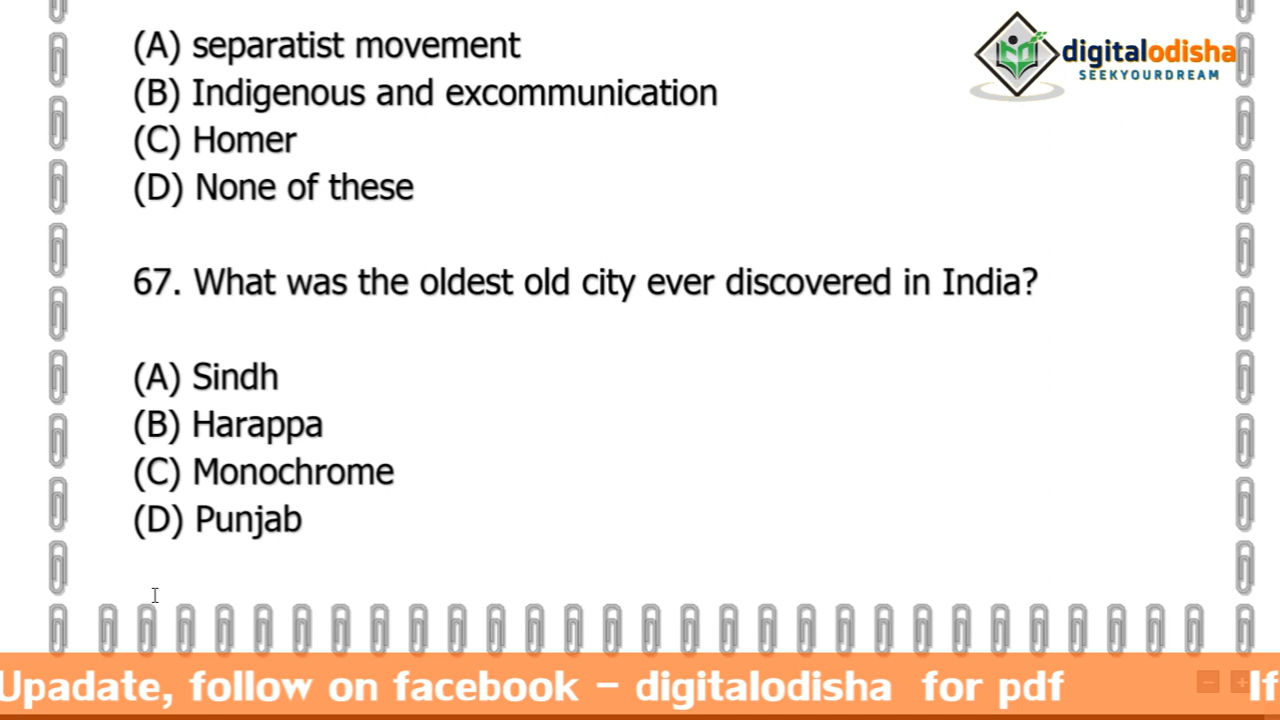 (A) separatist movement
digitalodisha
SEEKYOURDREAM
(B) Indigenous and excommunication
(C) Homer
(D) None of these
67. What was the oldest old city ever discovered in India?
(A) Sindh
(B) Harappa
(C) Monochrome
(D) Punjab
Upadate, follow on facebook - digitalodisha for pdf If